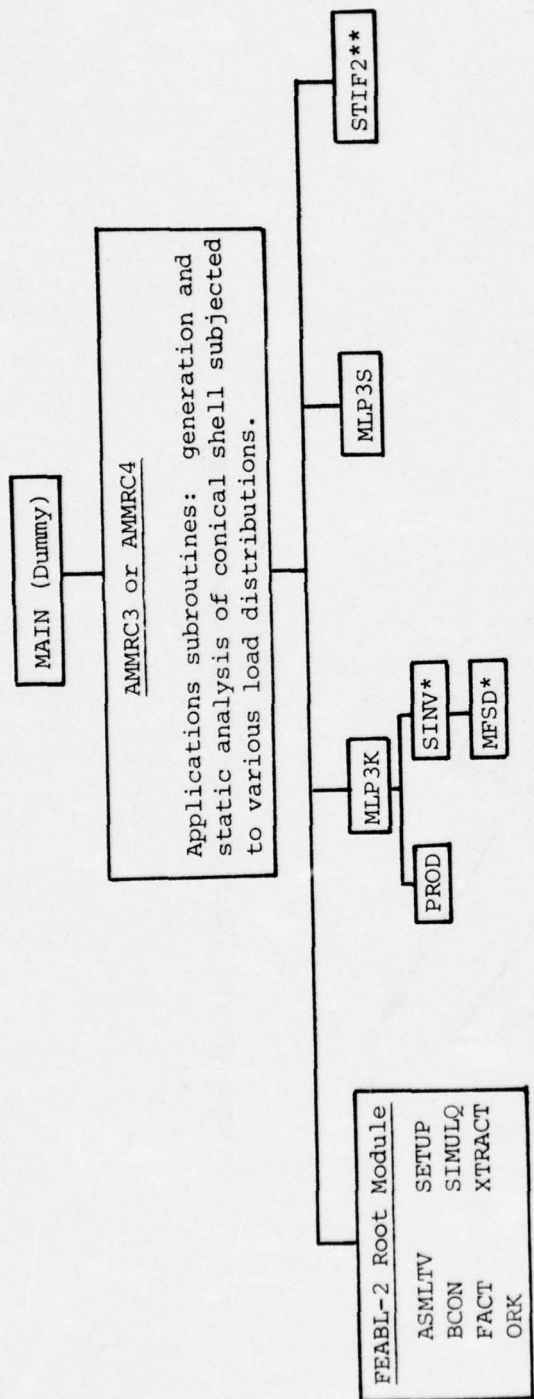 MAIN (Dummy)
AMMRC3 or AMMRC4
Applications subroutines: generation and
static analysis of conical shell subjected
to various load distributions.
FEABL-2 Root Module
ASMLTV SETUP
BCON SIMULQ
FACT XTRACT
ORK
MLP3K
PROD
SINV*
MFSD*
MLP3S
STIF2**